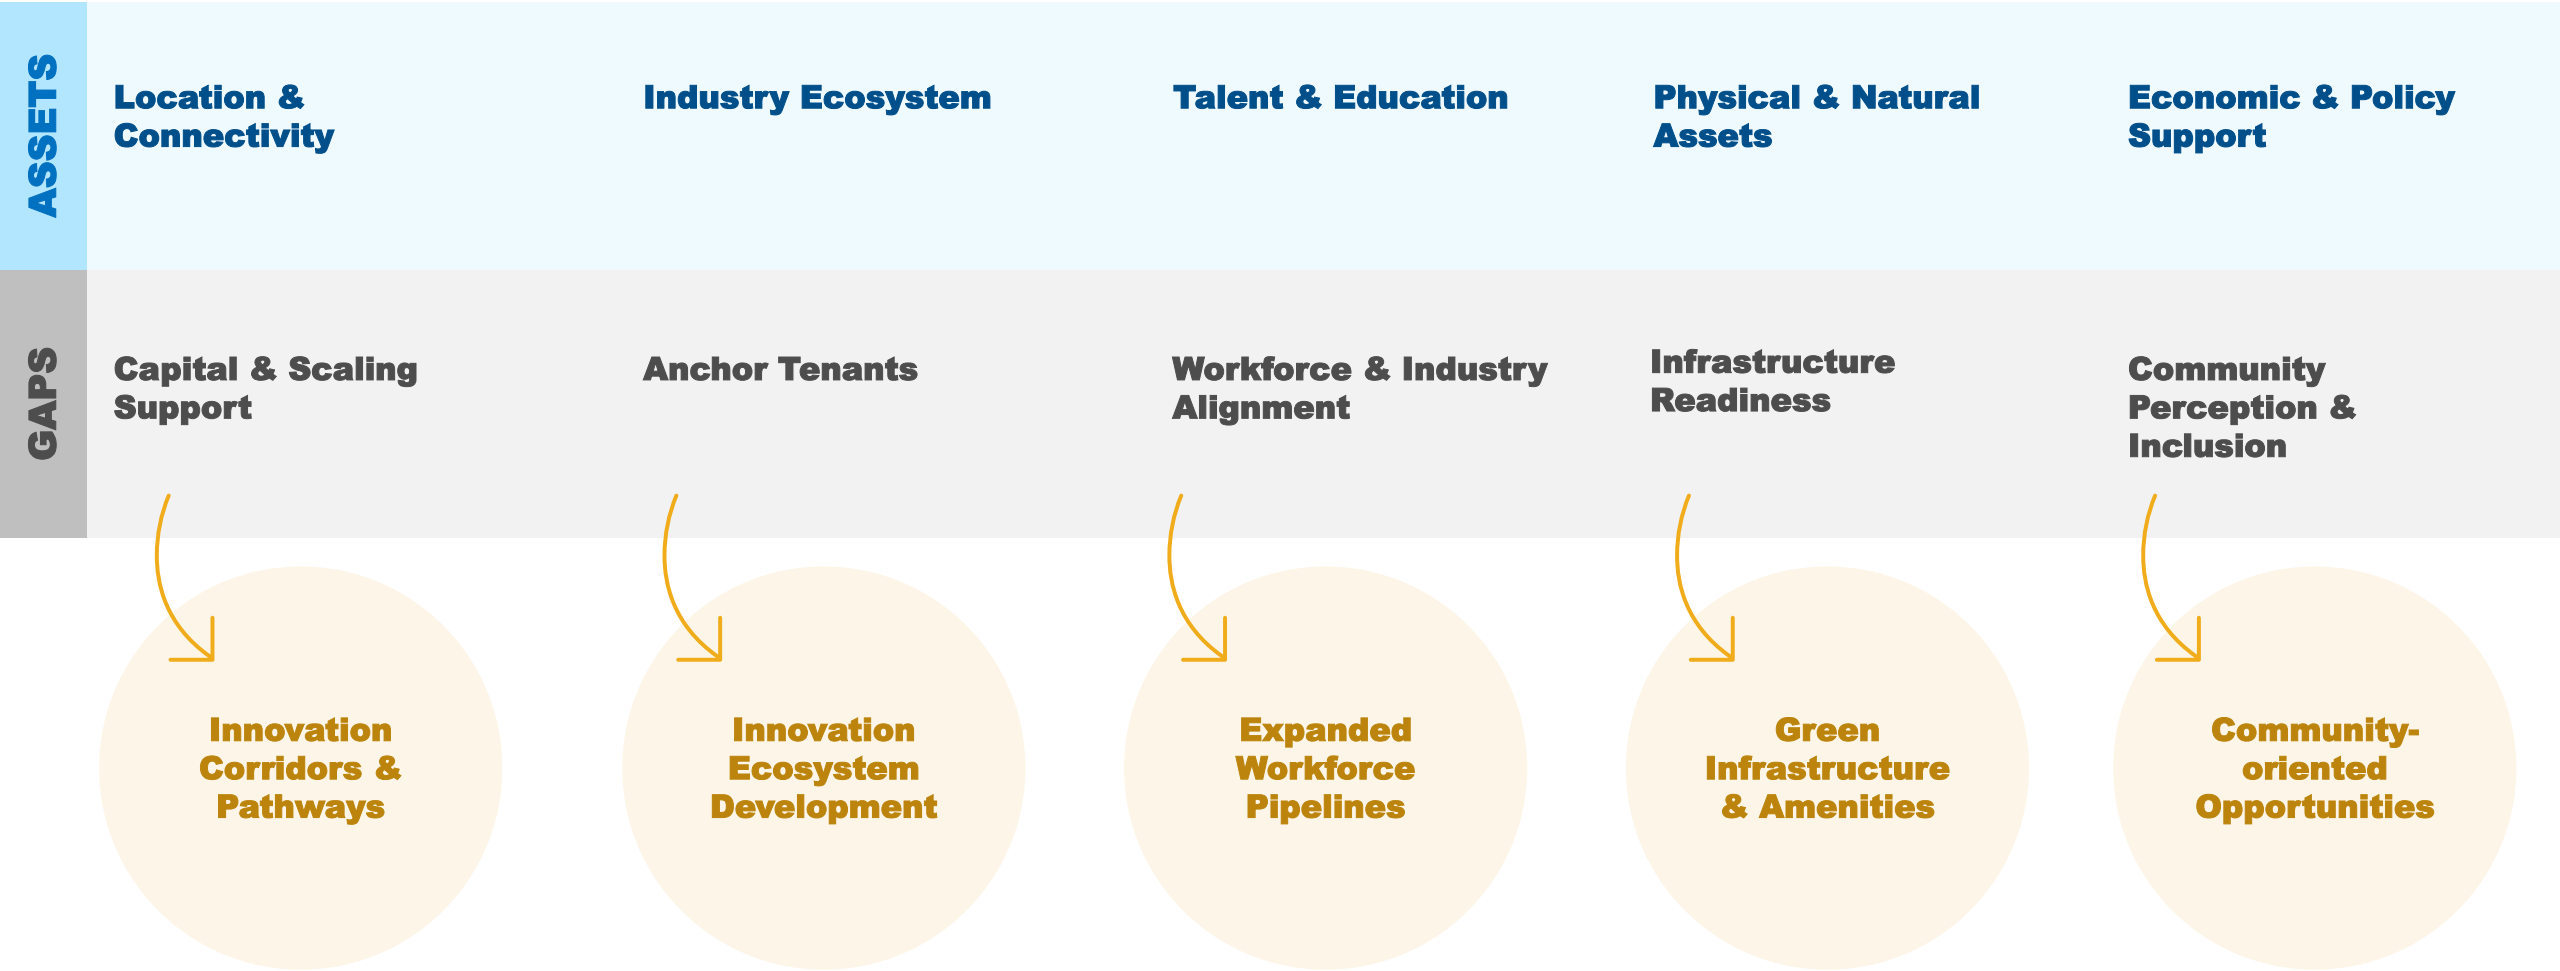 ASSETS
Location &
Connectivity
Industry Ecosystem
Talent & Education
Physical & Natural
Assets
Economic & Policy
Support
GAPS
Capital & Scaling
Support
Anchor Tenants
Workforce & Industry
Alignment
Infrastructure
Readiness
Community
Perception &
Inclusion
Innovation
Corridors &
Pathways
Innovation
Ecosystem
Development
Expanded
Workforce
Pipelines
Green
Infrastructure
& Amenities
Community-
oriented
Opportunities